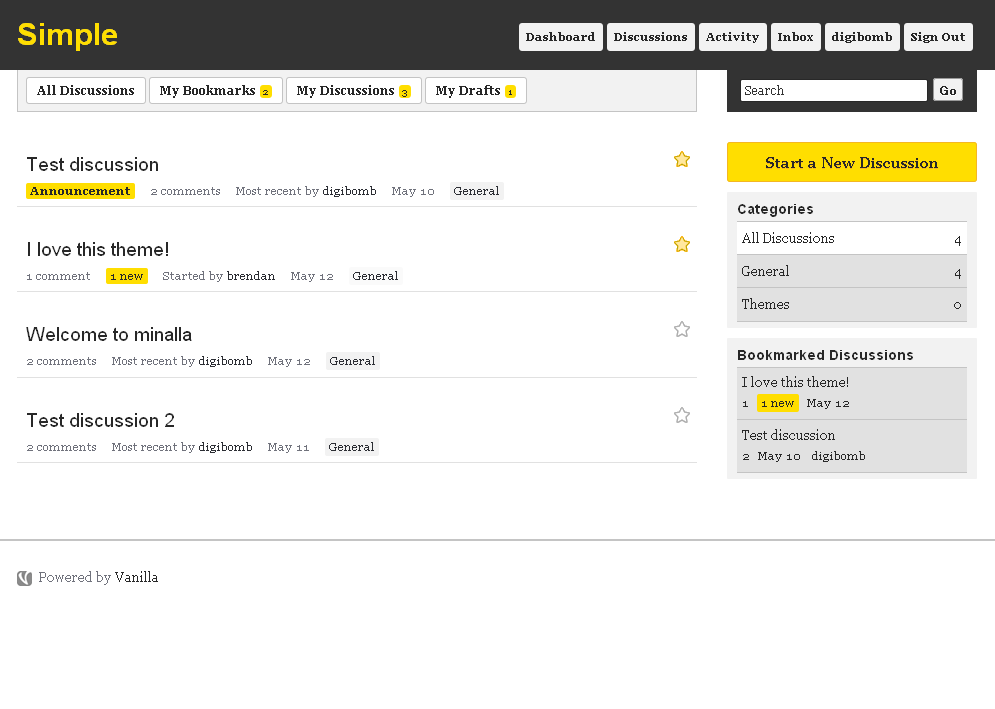 Simple
Dashboard Discussions Activity Inbox digibomb Sign Out
All Discussions My Bookmarks 2 My Discussions 3 My Drafts 1
Search Go
Test discussion
Announcement 2 comments Most recent by digibomb May 10 General
I love this theme!
1 comment 1 new Started by brendan May 12 General
Welcome to minalla
2 comments Most recent by digibomb May 12 General
Test discussion 2
2 comments Most recent by digibomb May 11 General
Start a New Discussion
Categories
All Discussions 4
General 4
Themes 0
Bookmarked Discussions
I love this theme!
1 1 new May 12
Test discussion
2 May 10 digibomb
Powered by Vanilla